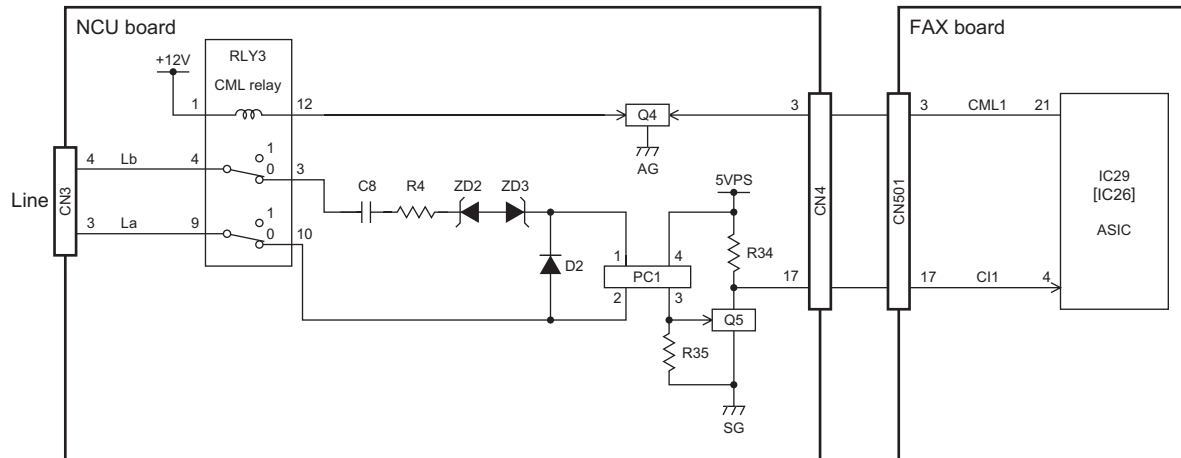 NCU board
FAX board
+12V
RLY3
CML relay
1
12
Q4
3
3
CML1
21
AG
4
Lb
4
1
0
3
C8
R4
ZD2
ZD3
5VPS
CN4
CN501
IC29
[IC26]
ASIC
Line
CN3
3
La
9
1
0
10
D2
1
4
PC1
2
3
R34
17
17
CI1
4
Q5
R35
SG